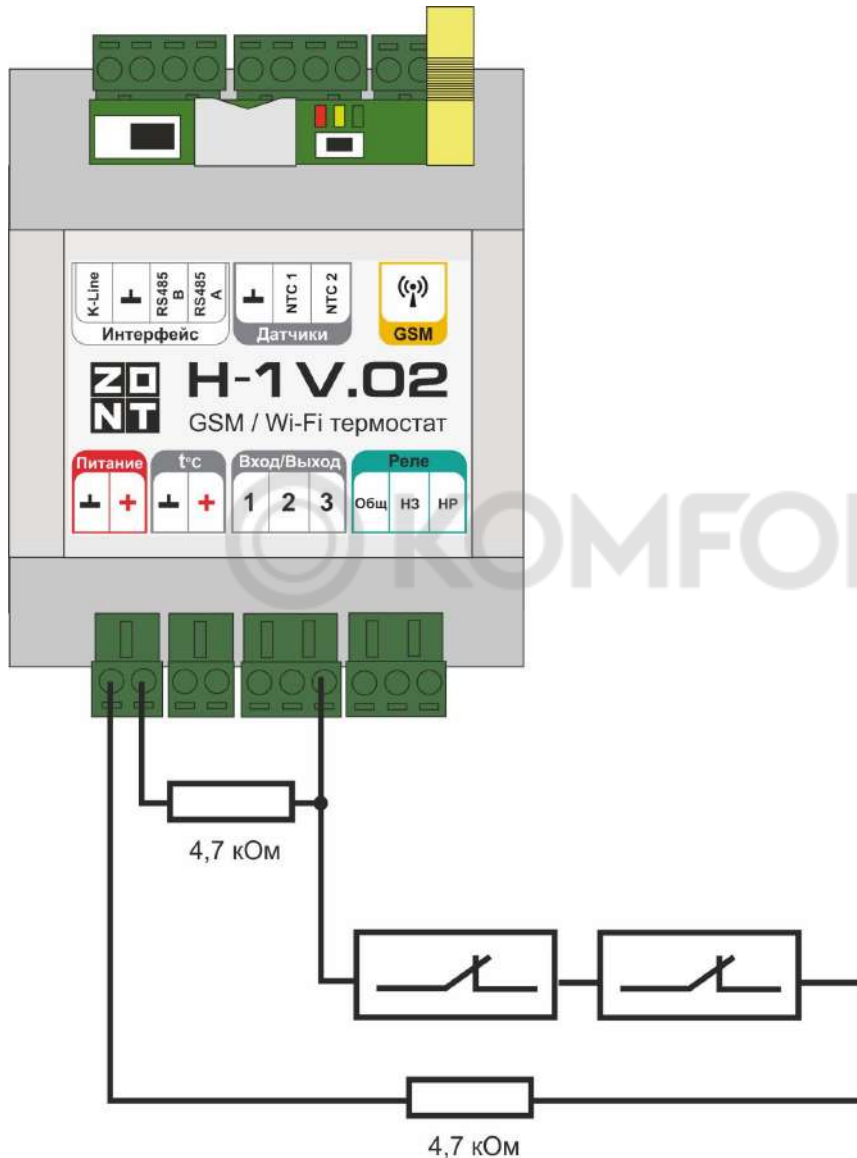 K-Line
RS485 B
RS485 A
NTC 1
NTC 2
Интерфейс
Датчики
GSM
ZONT
H-1V.02
GSM / Wi-Fi термостат
Питание
t°C
Вход/Выход
Реле
+
+
1
2
3
Общ
НЗ
НР
© KOMFO
4,7 кОм
4,7 кОм